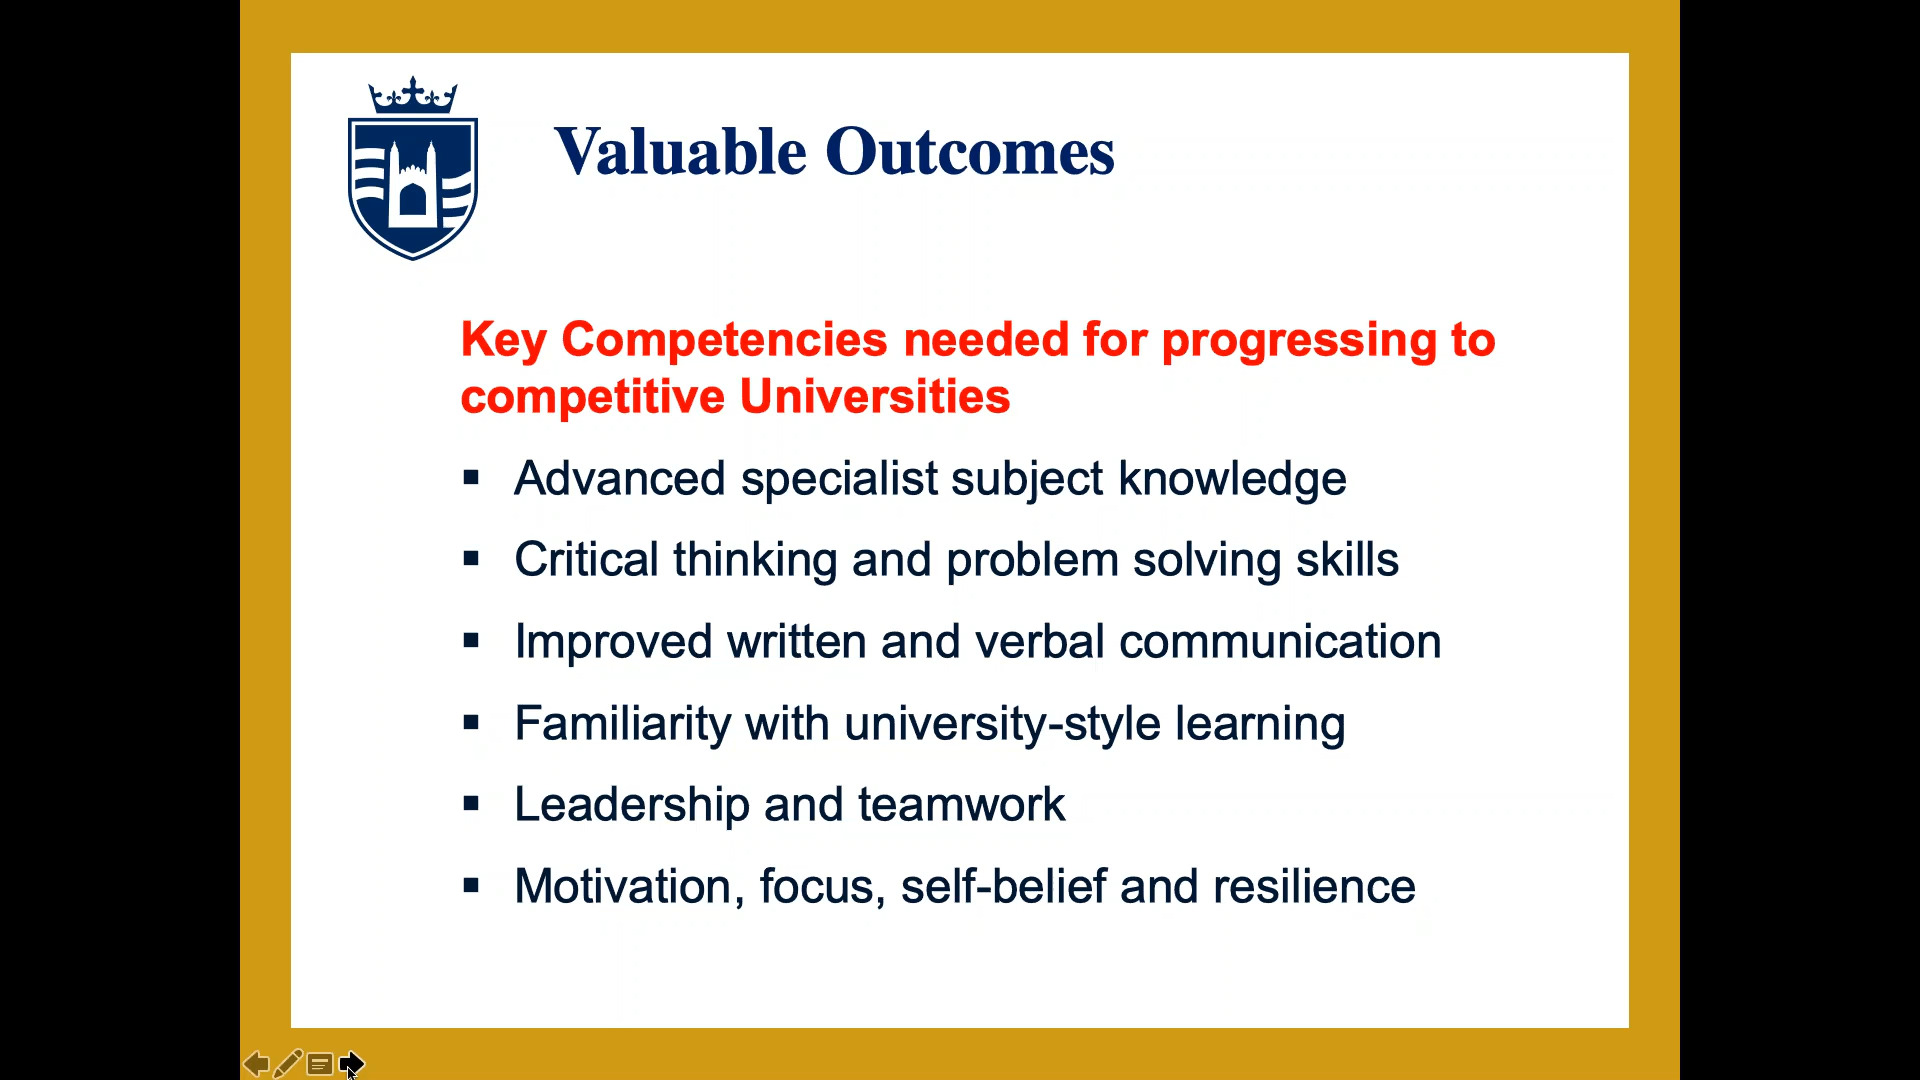 Valuable Outcomes
Key Competencies needed for progressing to
competitive Universities
▪ Advanced specialist subject knowledge
▪ Critical thinking and problem solving skills
▪ Improved written and verbal communication
▪ Familiarity with university-style learning
▪ Leadership and teamwork
▪ Motivation, focus, self-belief and resilience